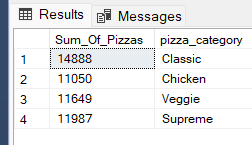 Results Messages
Sum_Of_Pizzas pizza_category
1 14888 Classic
2 11050 Chicken
3 11649 Veggie
4 11987 Supreme